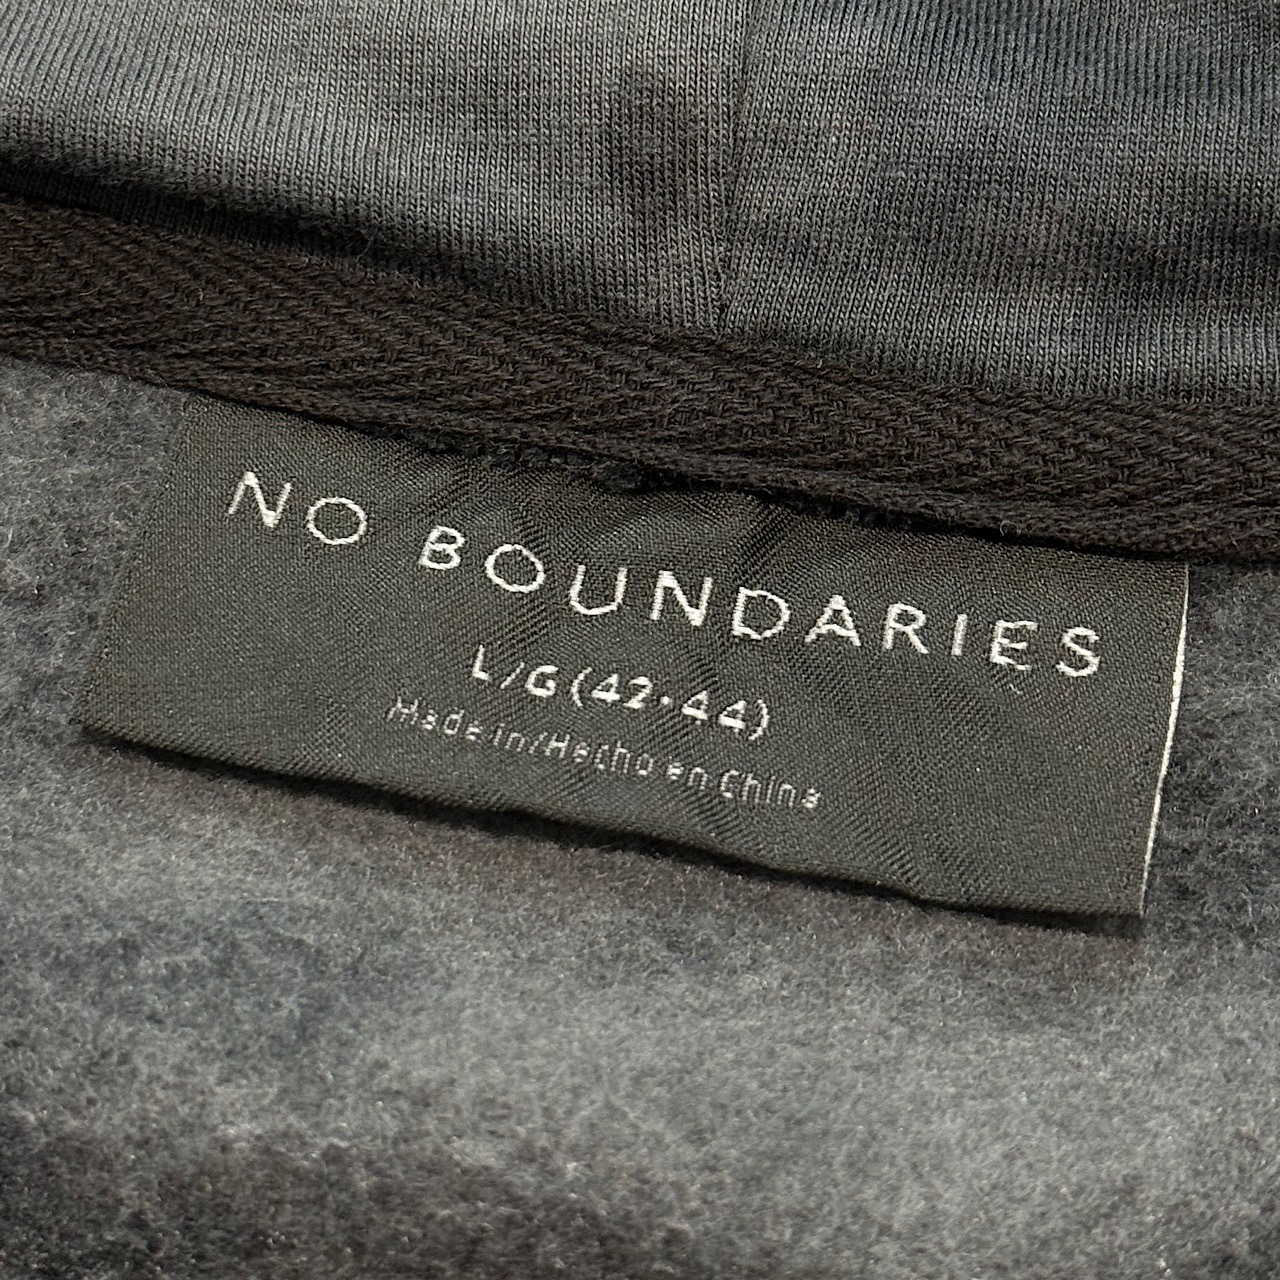 NO BOUNDARIES
L/G (42-44)
Made in/Hecho en China